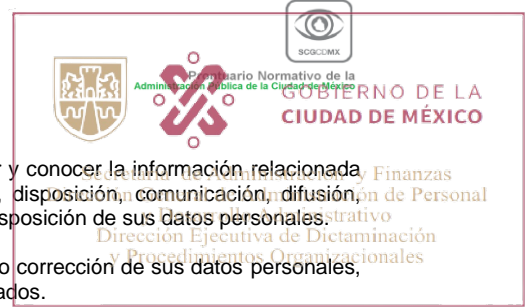 SCGCDMX
Prontuario Normativo de la
Administración Pública de la Ciudad de México
GOBIERNO DE LA
CIUDAD DE MÉXICO
r y conocer la información relacionada
Secretaría de Administración y Finanzas
, disposición, comunicación, difusión,
Dirección General de Administración de Personal
sposición de sus datos personales.
y Desarrollo Administrativo
Dirección Ejecutiva de Dictaminación
y Procedimientos Organizacionales
o corrección de sus datos personales,
ados.